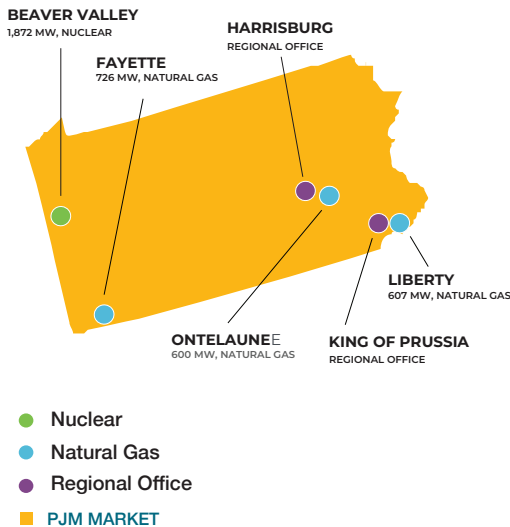 BEAVER VALLEY
1,872 MW, NUCLEAR
HARRISBURG
REGIONAL OFFICE
FAYETTE
726 MW, NATURAL GAS
LIBERTY
607 MW, NATURAL GAS
ONTELAUNEE
600 MW, NATURAL GAS
KING OF PRUSSIA
REGIONAL OFFICE
Nuclear
Natural Gas
Regional Office
PJM MARKET